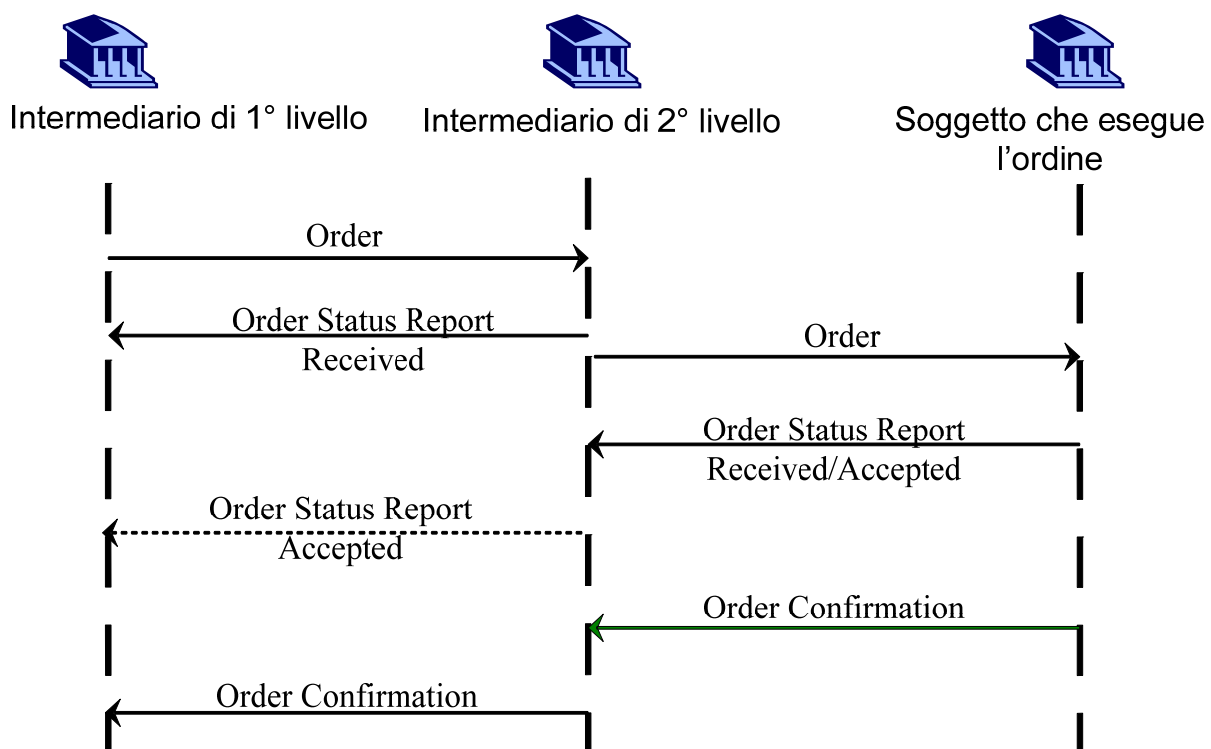 Intermediario di 1° livello
Intermediario di 2° livello
Soggetto che esegue
l’ordine
Order
Order Status Report
Received
Order
Order Status Report
Received/Accepted
Order Status Report
Accepted
Order Confirmation
Order Confirmation